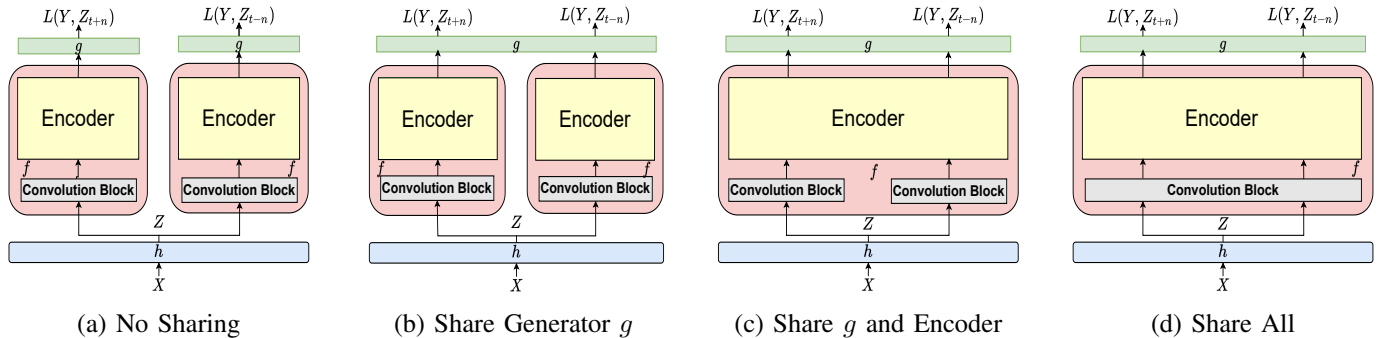 L(Y, Z_{t+n}) L(Y, Z_{t−n})
g g
Encoder Encoder
f f
Convolution Block Convolution Block
Z
h
X
(a) No Sharing
L(Y, Z_{t+n}) L(Y, Z_{t−n})
g
Encoder Encoder
f f
Convolution Block Convolution Block
Z
h
X
(b) Share Generator g
L(Y, Z_{t+n}) L(Y, Z_{t−n})
g
Encoder
f
Convolution Block Convolution Block
Z
h
X
(c) Share g and Encoder
L(Y, Z_{t+n}) L(Y, Z_{t−n})
g
Encoder
f
Convolution Block
Z
h
X
(d) Share All